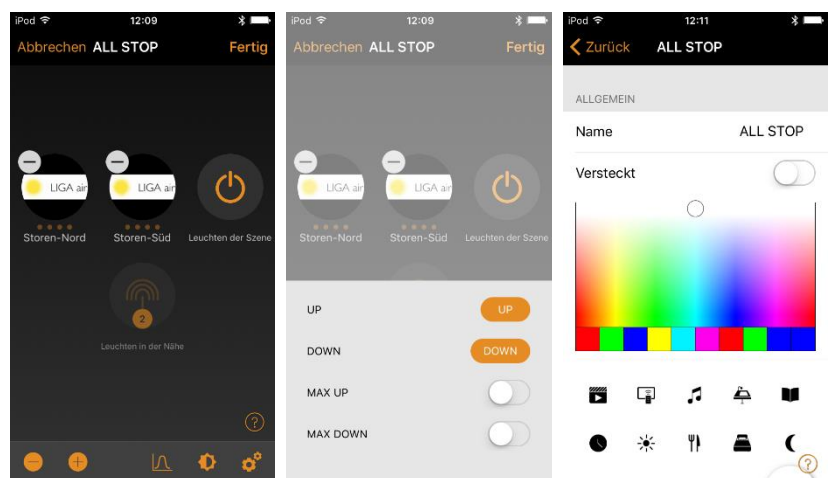 iPod 12:09
Abbrechen ALL STOP Fertig
LIGA air LIGA air
Storen-Nord Storen-Süd Leuchten der Szene
2
Leuchten in der Nähe
?
iPod 12:09
Abbrechen ALL STOP Fertig
LIGA air LIGA air
Storen-Nord Storen-Süd Leuchten der Szene
UP UP
DOWN DOWN
MAX UP
MAX DOWN
iPod 12:11
Zurück ALL STOP
ALLGEMEIN
Name ALL STOP
Versteckt
?